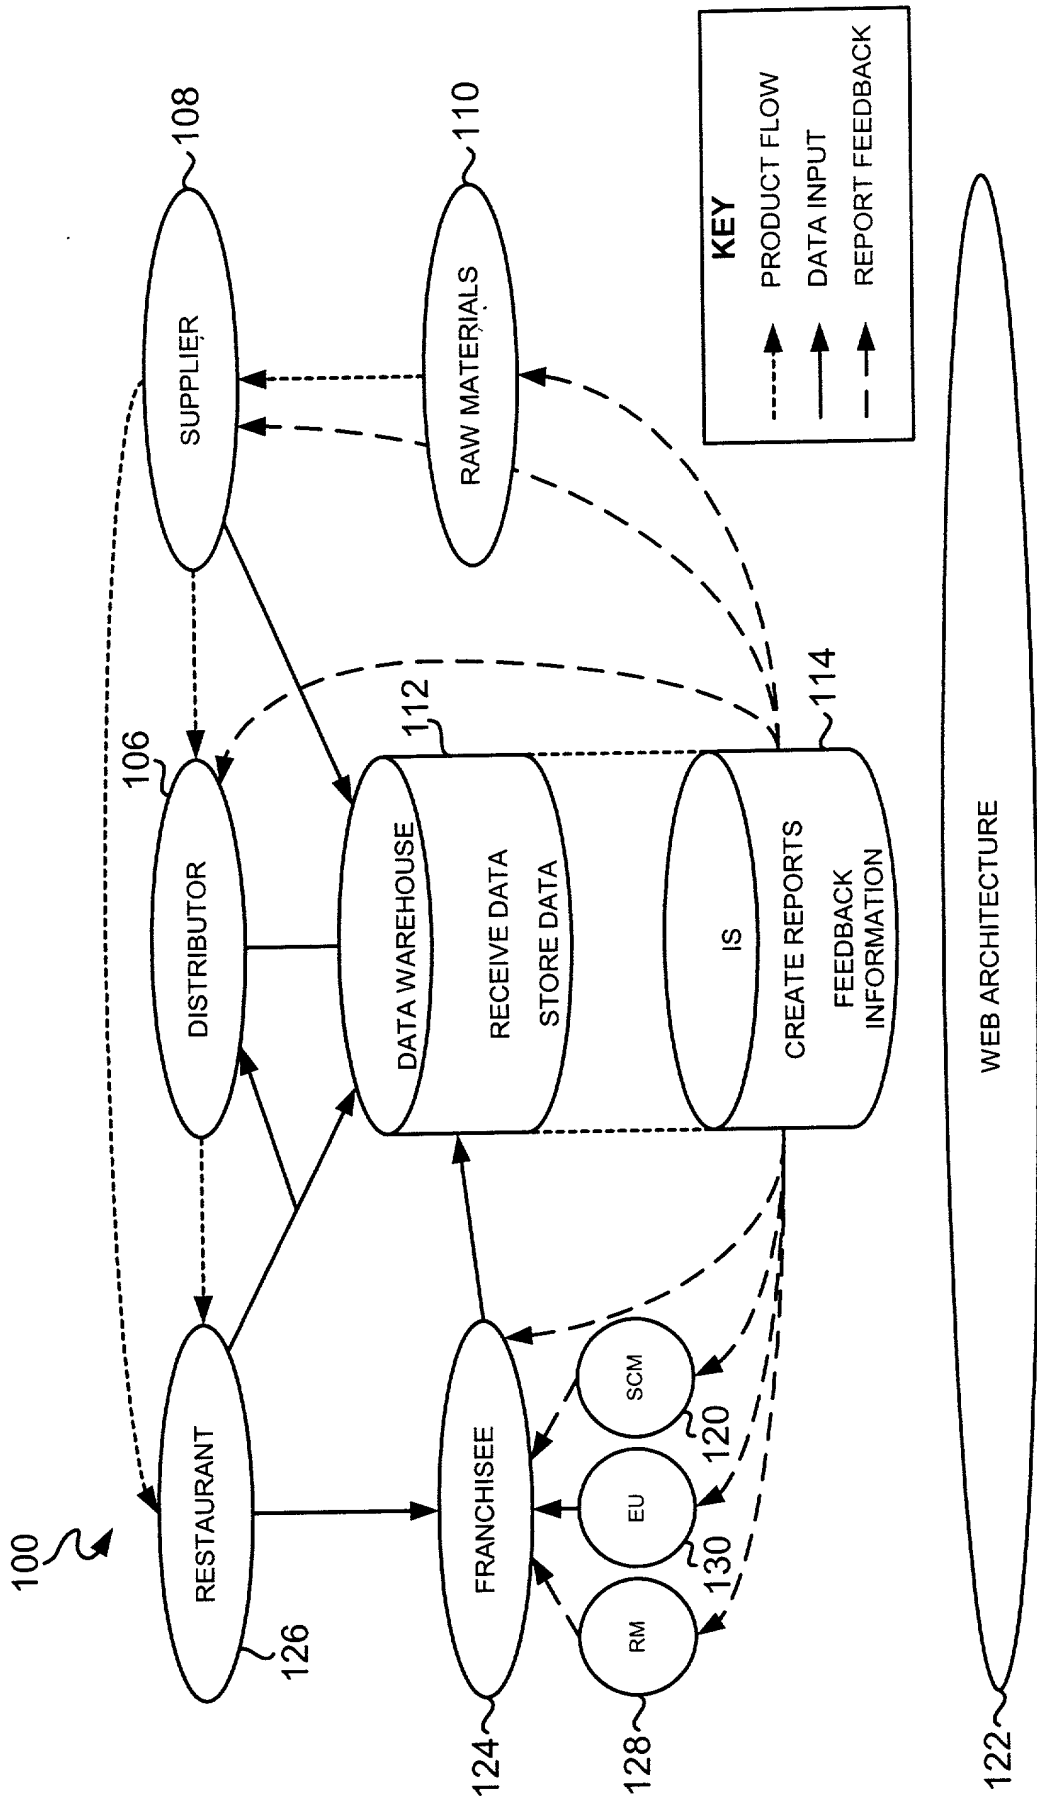 100
126
RESTAURANT
DISTRIBUTOR
106
SUPPLIER
108
124
FRANCHISEE
DATA WAREHOUSE
112
RECEIVE DATA
STORE DATA
RAW MATERIALS
110
128
RM
130
EU
120
SCM
IS
114
CREATE REPORTS
FEEDBACK
INFORMATION
KEY
PRODUCT FLOW
DATA INPUT
REPORT FEEDBACK
122
WEB ARCHITECTURE